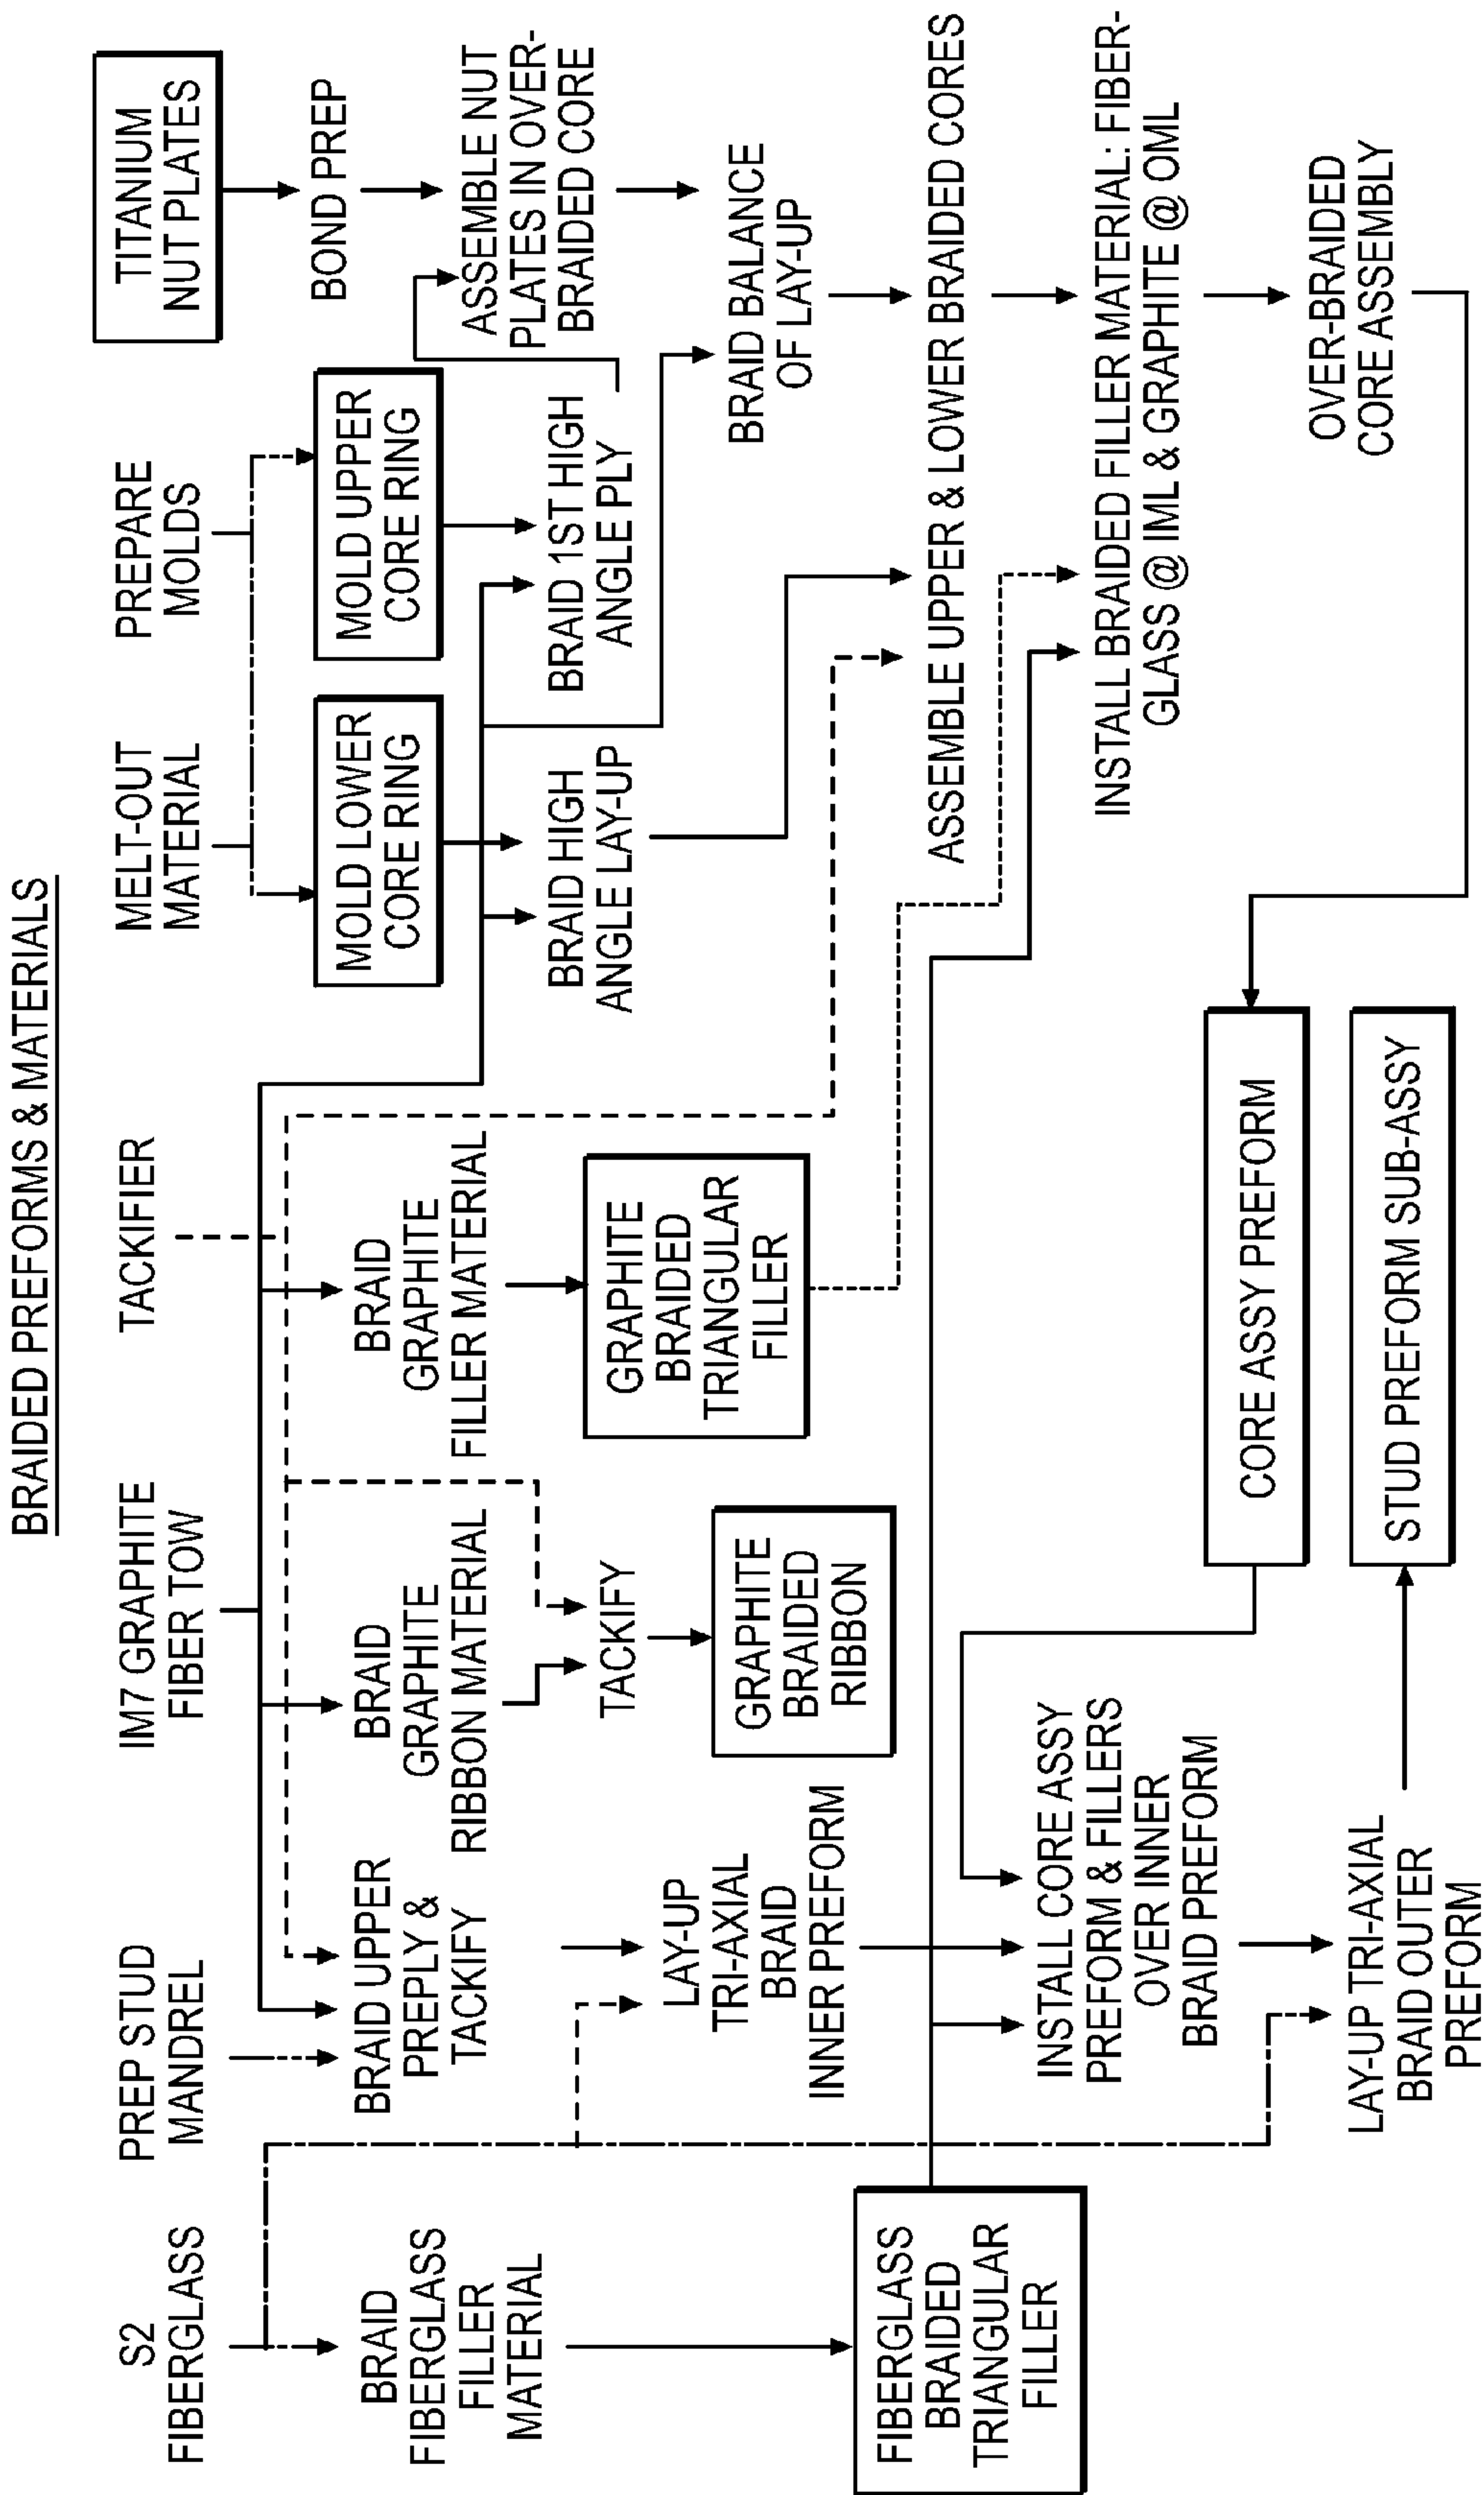 BRAIDED PREFORMS & MATERIALS
S2
FIBERGLASS
PREP STUD
MANDREL
IM7 GRAPHITE
FIBER TOW
TACKIFIER
MELT-OUT
MATERIAL
PREPARE
MOLDS
TITANIUM
NUT PLATES
BRAID
FIBERGLASS
FILLER
MATERIAL
BRAID UPPER
PREPLY &
TACKIFY
BRAID
GRAPHITE
RIBBON MATERIAL
BRAID
GRAPHITE
FILLER MATERIAL
MOLD LOWER
CORE RING
MOLD UPPER
CORE RING
BOND PREP
BRAID HIGH
ANGLE LAY-UP
BRAID 1ST HIGH
ANGLE PLY
ASSEMBLE NUT
PLATES IN OVER-
BRAIDED CORE
LAY-UP
TRI-AXIAL
BRAID
INNER PREFORM
TACKIFY
GRAPHITE
BRAIDED
TRIANGULAR
FILLER
GRAPHITE
BRAIDED
RIBBON
BRAID BALANCE
OF LAY-UP
FIBERGLASS
BRAIDED
TRIANGULAR
FILLER
ASSEMBLE UPPER & LOWER BRAIDED CORES
INSTALL CORE ASSY
PREFORM & FILLERS
OVER INNER
BRAID PREFORM
INSTALL BRAIDED FILLER MATERIAL: FIBER-
GLASS @ IML & GRAPHITE @ OML
CORE ASSY PREFORM
OVER-BRAIDED
CORE ASSEMBLY
LAY-UP TRI-AXIAL
BRAID OUTER
PREFORM
STUD PREFORM SUB-ASSY